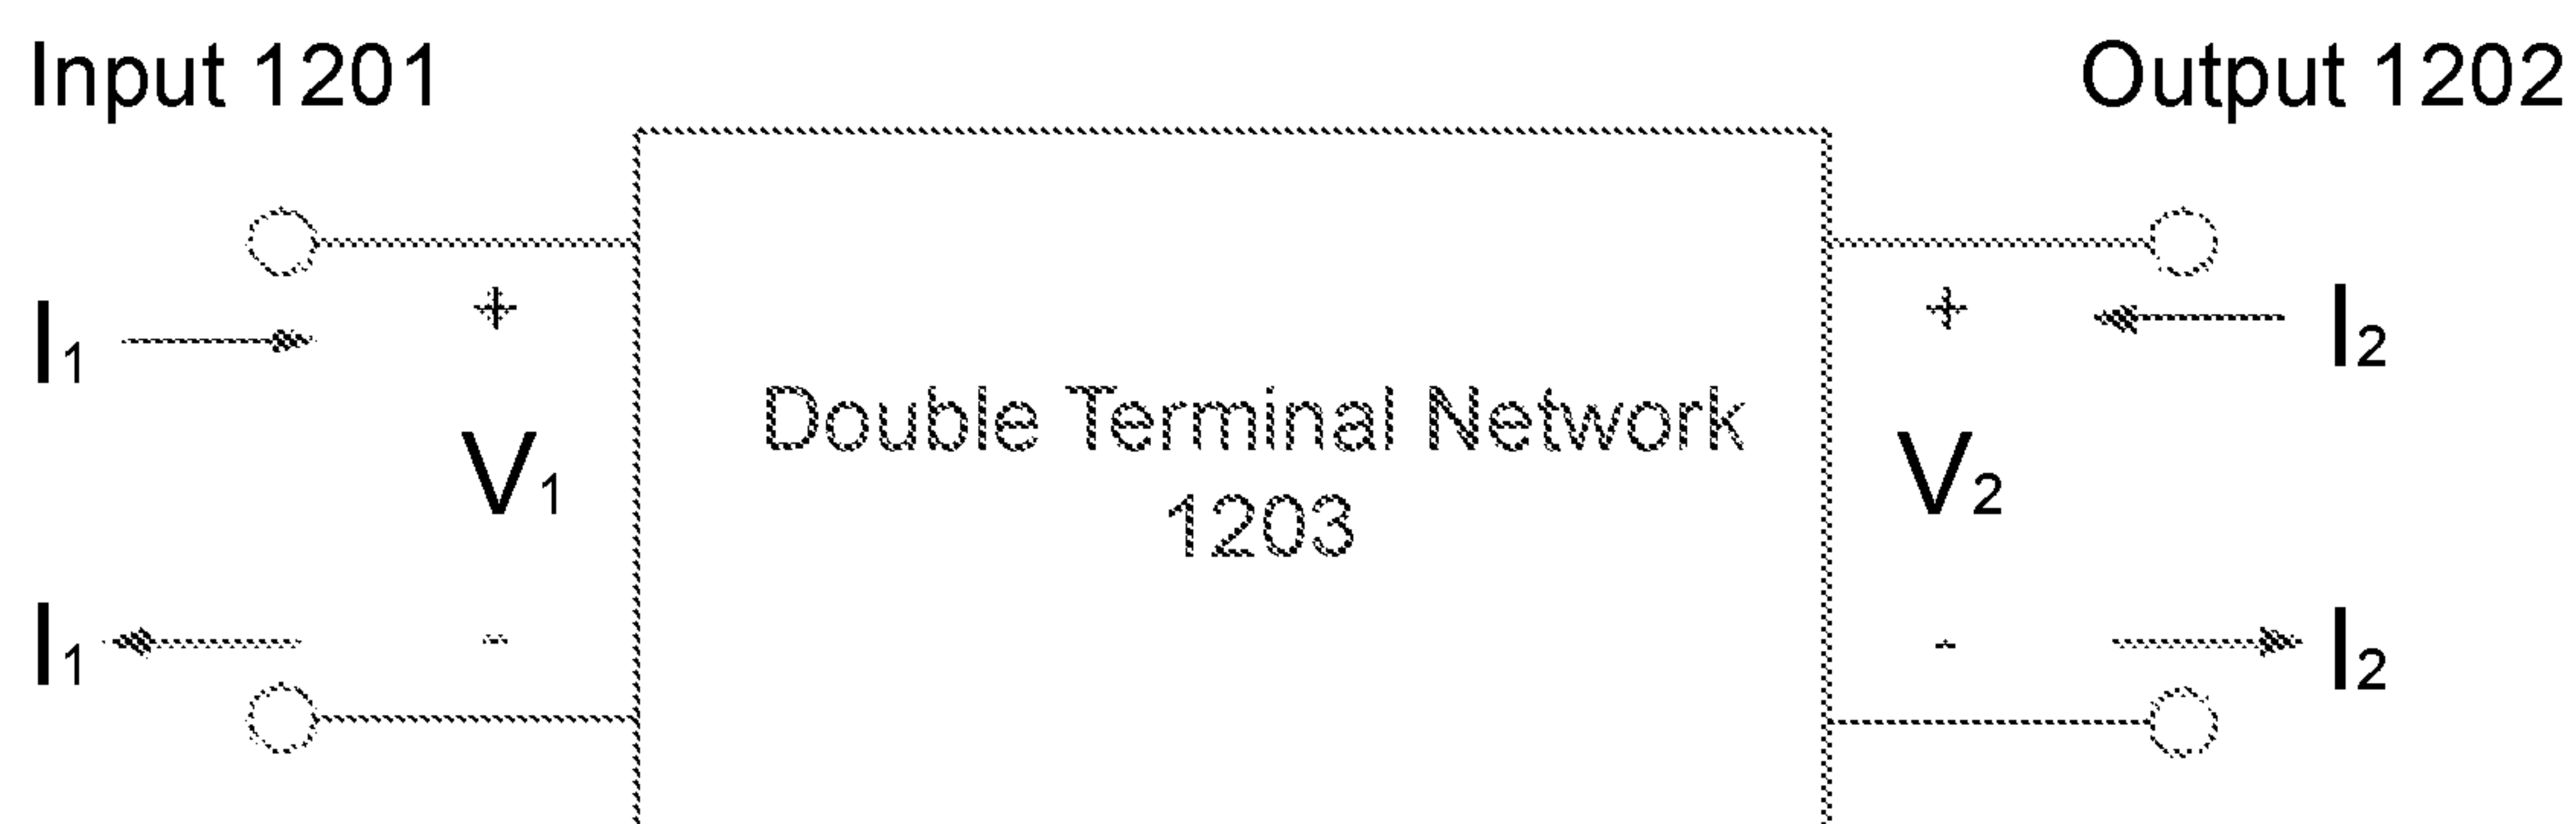 Input 1201
Output 1202
I1
+
+
I2
Double Terminal Network
V1
V2
1203
I1
-
-
I2